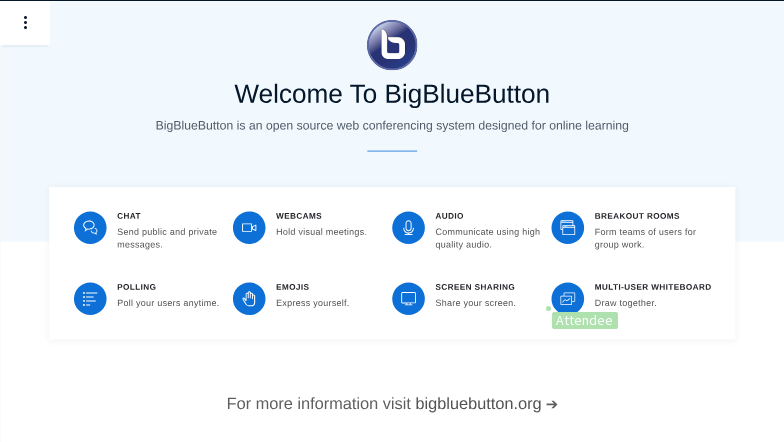 Welcome To BigBlueButton
BigBlueButton is an open source web conferencing system designed for online learning
CHAT
Send public and private
messages.
WEBCAMS
Hold visual meetings.
AUDIO
Communicate using high
quality audio.
BREAKOUT ROOMS
Form teams of users for
group work.
POLLING
Poll your users anytime.
EMOJIS
Express yourself.
SCREEN SHARING
Share your screen.
MULTI-USER WHITEBOARD
Draw together.
Attendee
For more information visit bigbluebutton.org ➔